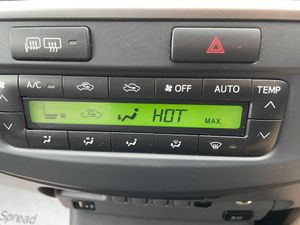 A/C
OFF
AUTO
TEMP
HOT
MAX.
Spread